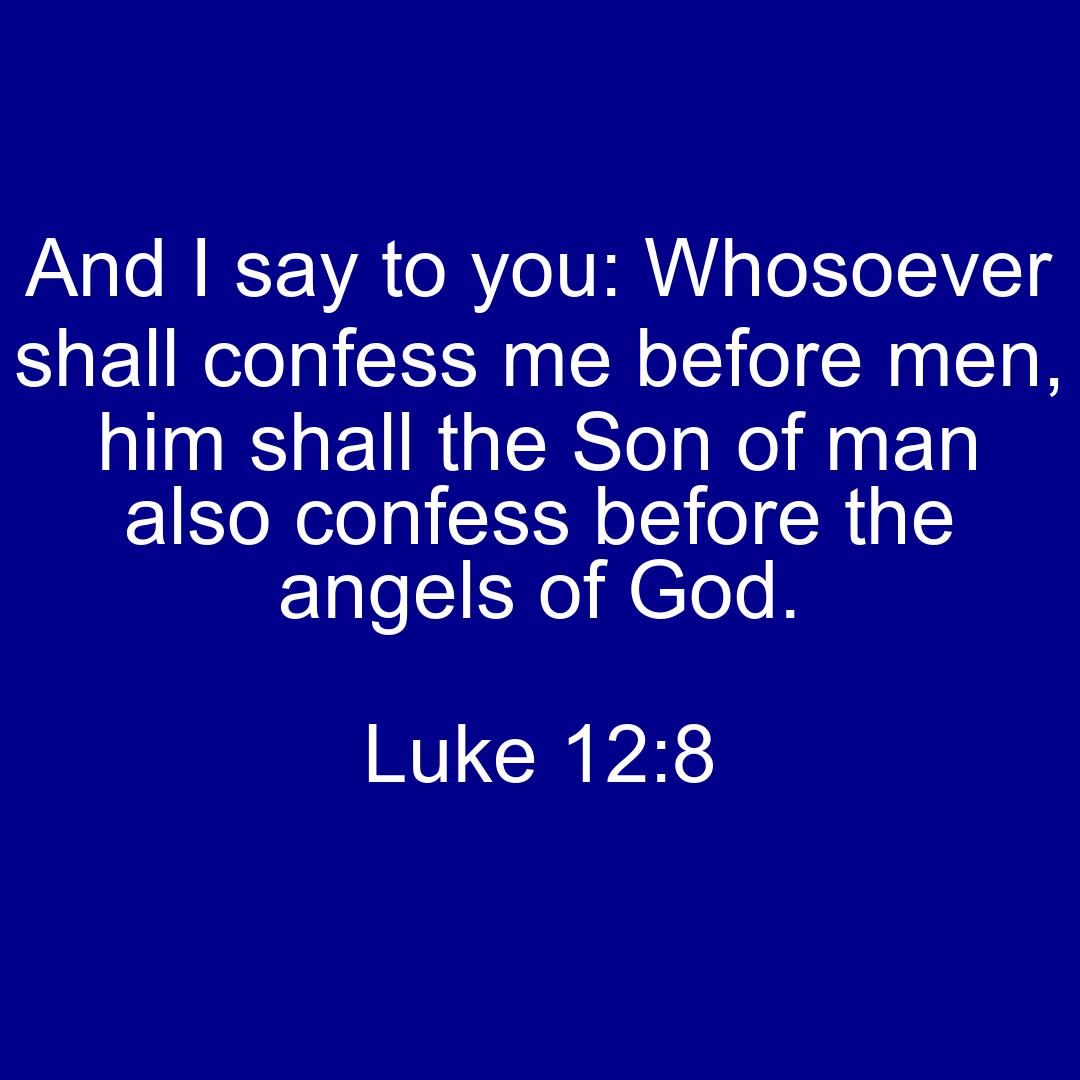 And I say to you: Whosoever
shall confess me before men,
him shall the Son of man
also confess before the
angels of God.
Luke 12:8